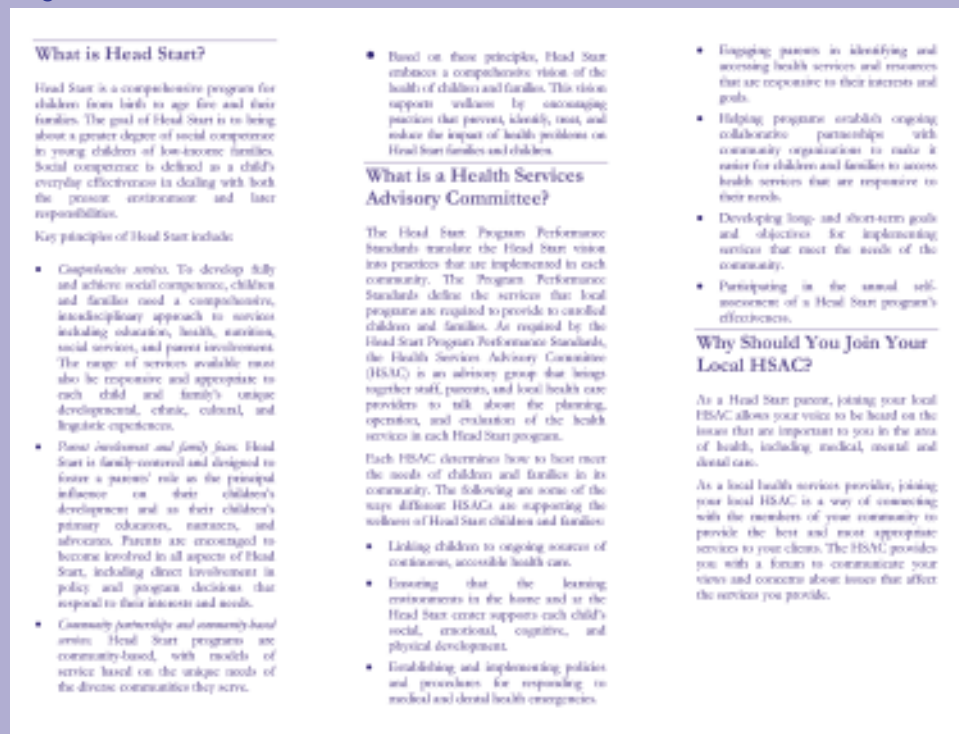 What is Head Start?
Head Start is a comprehensive program for
children from birth to age five and their
families. The goal of Head Start is to bring
about a greater degree of social competence
in young children of low-income families.
Social competence is defined as a child's
everyday effectiveness in dealing with both
the present environment and later
responsibilities.
Key principles of Head Start include:
• Comprehensive services. To develop fully
and achieve social competence, children
and families need a comprehensive,
interdisciplinary approach to services
including education, health, nutrition,
social services, and parent involvement.
The range of services available must
also be responsive and appropriate to
each child and family's unique
developmental, ethnic, cultural, and
linguistic experiences.
• Parent involvement and family focus. Head
Start is family-centered and designed to
foster a parents' role as the principal
influence on their children's
development and as their children's
primary educators, nurturers, and
advocates. Parents are encouraged to
become involved in all aspects of Head
Start, including direct involvement in
policy and program decisions that
respond to their interests and needs.
• Community partnerships and community-based
services. Head Start programs are
community-based, with models of
service based on the unique needs of
the diverse communities they serve.
• Based on these principles, Head Start
embraces a comprehensive vision of the
health of children and families. This vision
supports wellness by encouraging
practices that prevent, identify, treat, and
reduce the impact of health problems on
Head Start families and children.
What is a Health Services
Advisory Committee?
The Head Start Program Performance
Standards translate the Head Start vision
into practices that are implemented in each
community. The Program Performance
Standards define the services that local
programs are required to provide to enrolled
children and families. As required by the
Head Start Program Performance Standards,
the Health Services Advisory Committee
(HSAC) is an advisory group that brings
together staff, parents, and local health care
providers to talk about the planning,
operation, and evaluation of the health
services in each Head Start program.
Each HSAC determines how to best meet
the needs of children and families in its
community. The following are some of the
ways different HSACs are supporting the
wellness of Head Start children and families:
• Linking children to ongoing sources of
continuous, accessible health care.
• Ensuring that the learning
environments in the home and at the
Head Start center supports each child's
social, emotional, cognitive, and
physical development.
• Establishing and implementing policies
and procedures for responding to
medical and dental health emergencies.
• Engaging parents in identifying and
accessing health services and resources
that are responsive to their interests and
goals.
• Helping programs establish ongoing
collaborative partnerships with
community organizations to make it
easier for children and families to access
health services that are responsive to
their needs.
• Developing long- and short-term goals
and objectives for implementing
services that meet the needs of the
community.
• Participating in the annual self-
assessment of a Head Start program's
effectiveness.
Why Should You Join Your
Local HSAC?
As a Head Start parent, joining your local
HSAC allows your voice to be heard on the
issues that are important to you in the area
of health, including medical, mental and
dental care.
As a local health services provider, joining
your local HSAC is a way of connecting
with the members of your community to
provide the best and most appropriate
services to your clients. The HSAC provides
you with a forum to communicate your
views and concerns about issues that affect
the services you provide.